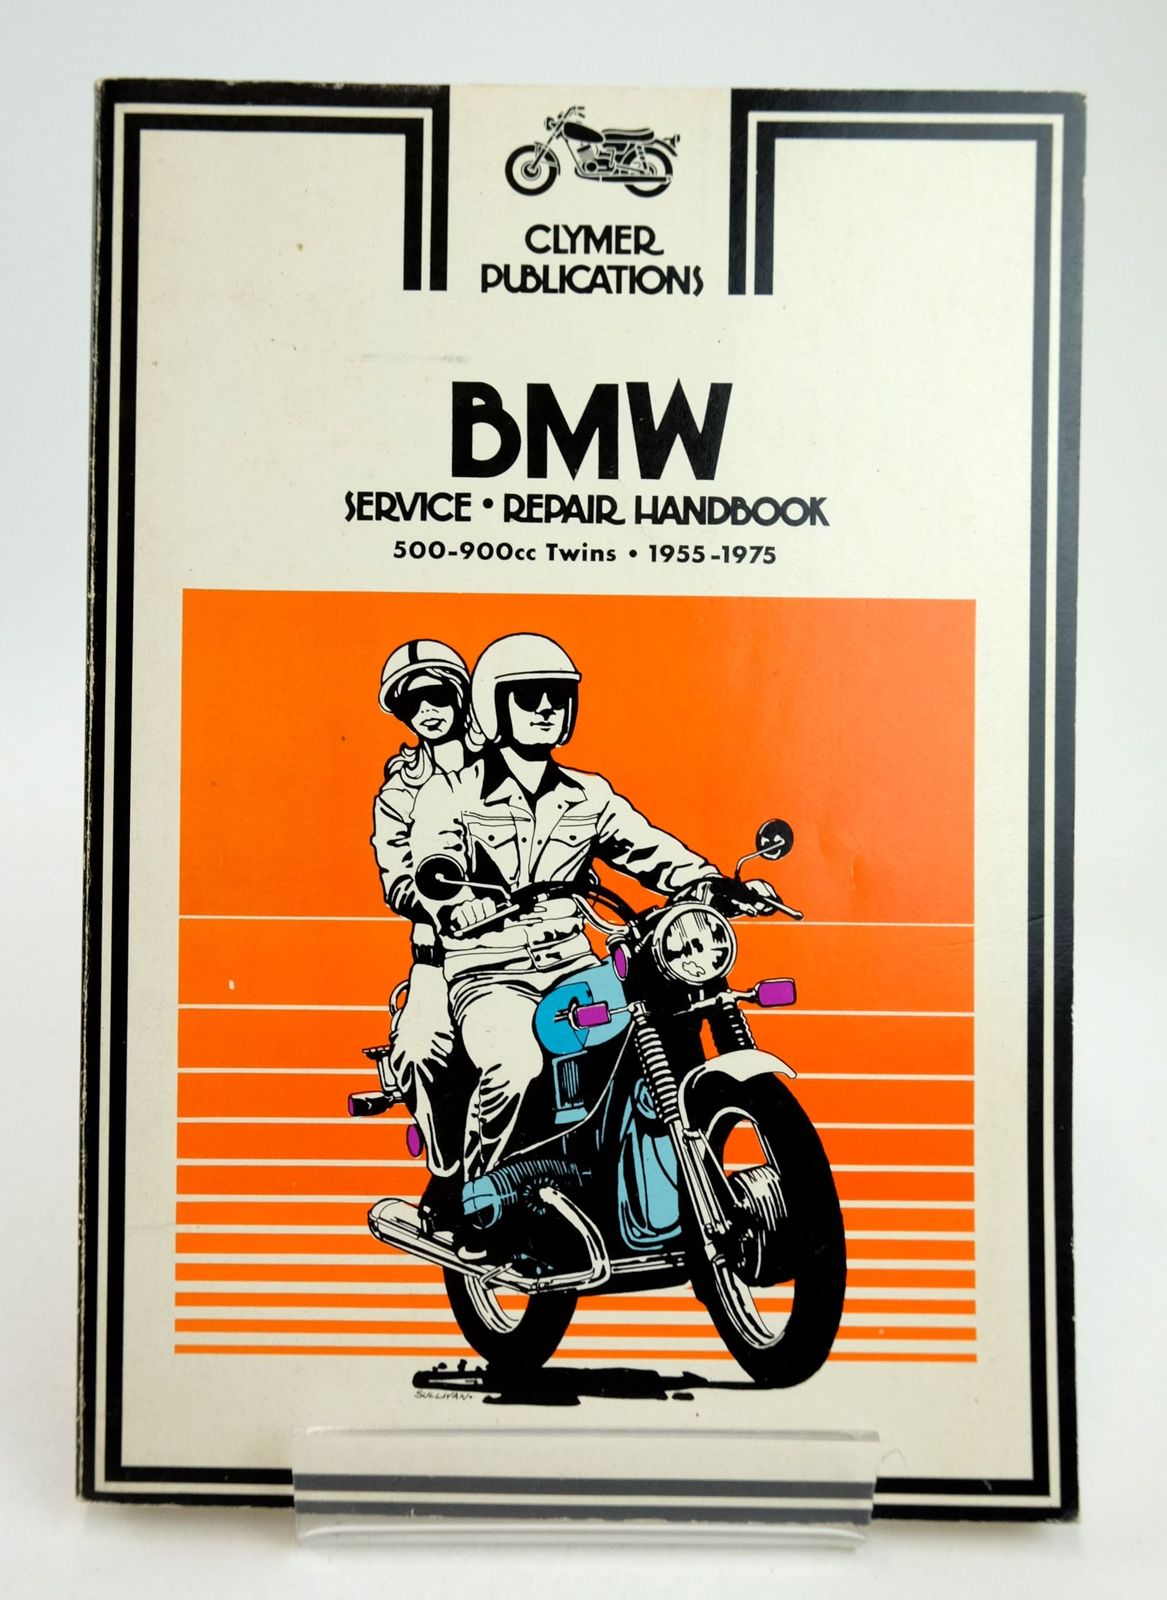 CLYMER
PUBLICATIONS
BMW
SERVICE • REPAIR HANDBOOK
500-900cc Twins • 1955-1975
SULLIVAN